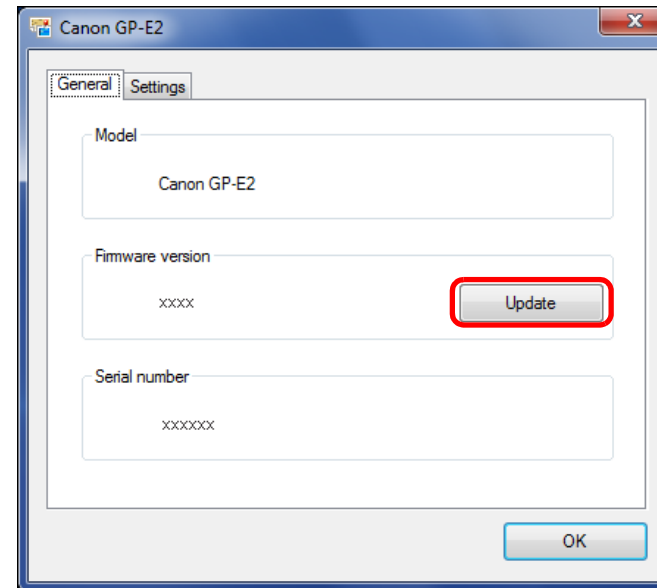 Canon GP-E2
General Settings
Model
Canon GP-E2
Firmware version
xxxx Update
Serial number
xxxxxx
OK